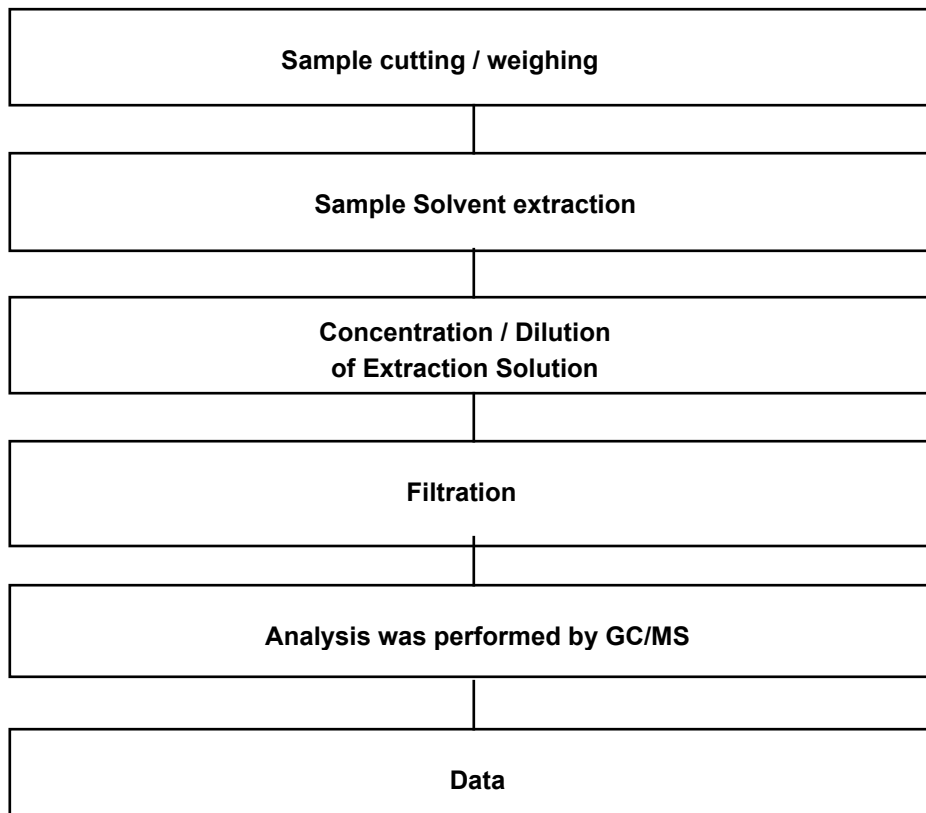 Sample cutting / weighing
Sample Solvent extraction
Concentration / Dilution
of Extraction Solution
Filtration
Analysis was performed by GC/MS
Data